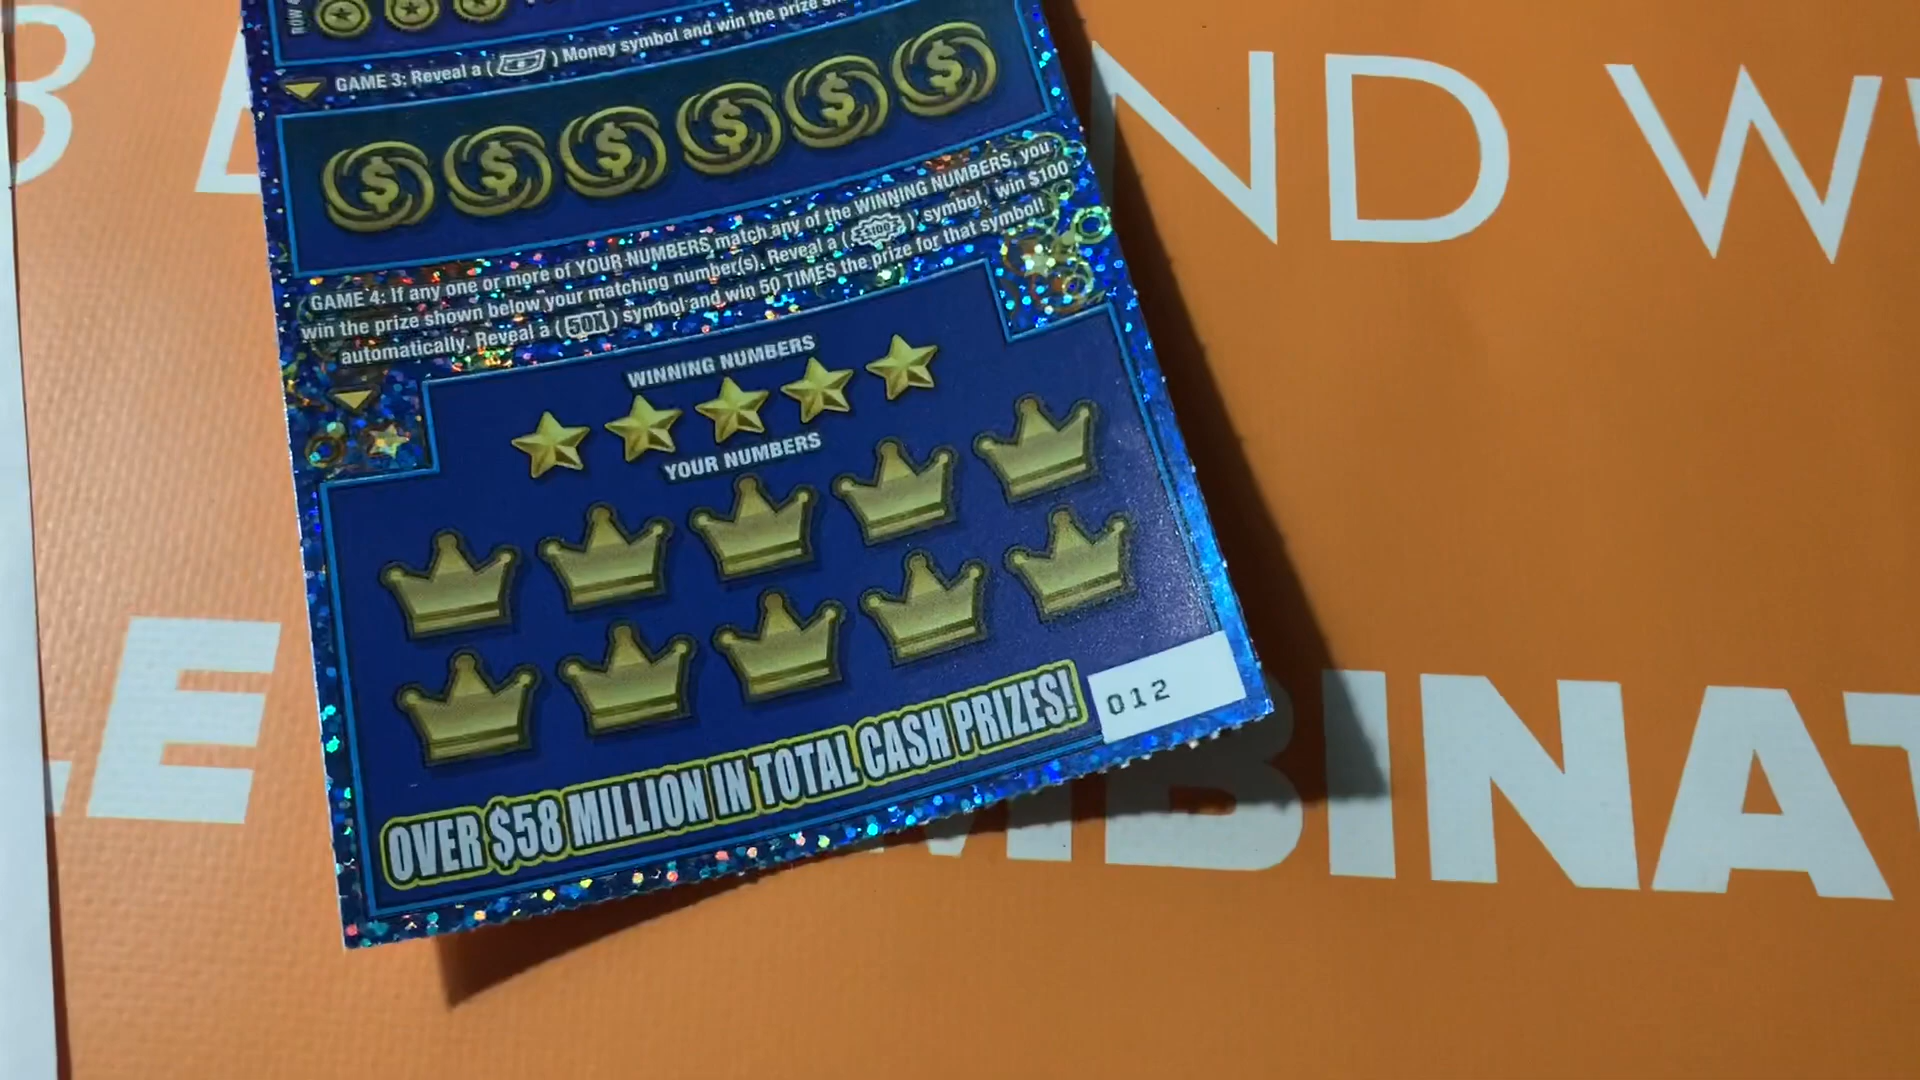 ROW
GAME 3: Reveal a ( ) Money symbol and win the prize
$ $ $ $ $ $
GAME 4: If any one or more of YOUR NUMBERS match any of the WINNING NUMBERS, you
win the prize shown below your matching number(s). Reveal a ( $100 ) symbol, win $100
automatically. Reveal a ( 50X ) symbol and win 50 TIMES the prize for that symbol!
WINNING NUMBERS
YOUR NUMBERS
OVER $58 MILLION IN TOTAL CASH PRIZES!
012
ND
BINAT